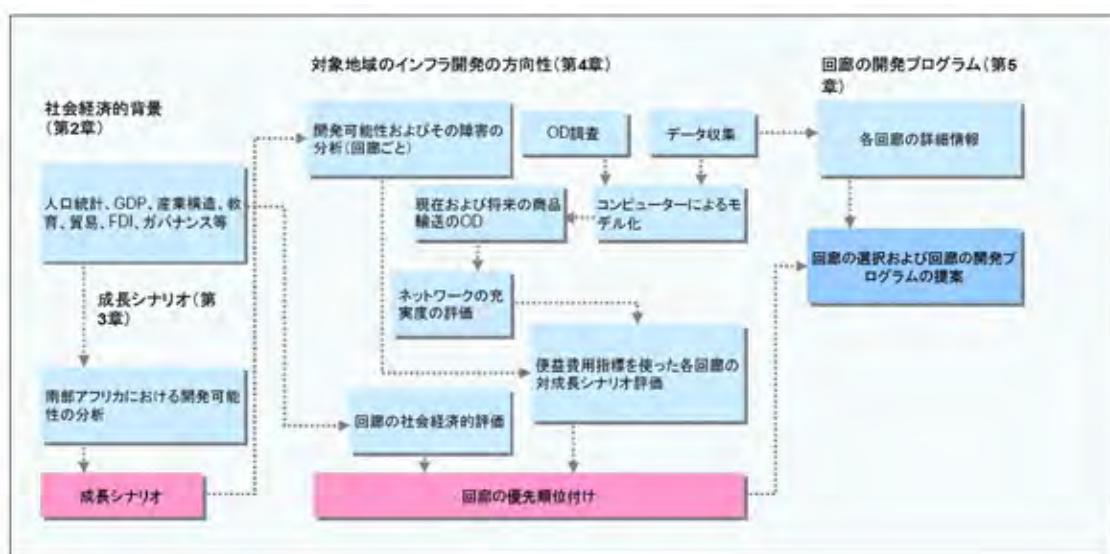 社会経済的背景
(第2章)
人口統計、GDP、産業構造、教
育、貿易、FDI、ガバナンス等
成長シナリオ(第
3章)
南部アフリカにおける開発可能
性の分析
成長シナリオ
対象地域のインフラ開発の方向性(第4章)
開発可能性およびその障害の
分析(回廊ごと)
OD調査
データ収集
現在および将来の商品
輸送のOD
コンピューターによるモ
デル化
ネットワークの充
実度の評価
便益費用指標を使った各回廊の
対成長シナリオ評価
回廊の社会経済的評価
回廊の優先順位付け
回廊の開発プログラム(第5
章)
各回廊の詳細情報
回廊の選択および回廊の開発プ
ログラムの提案